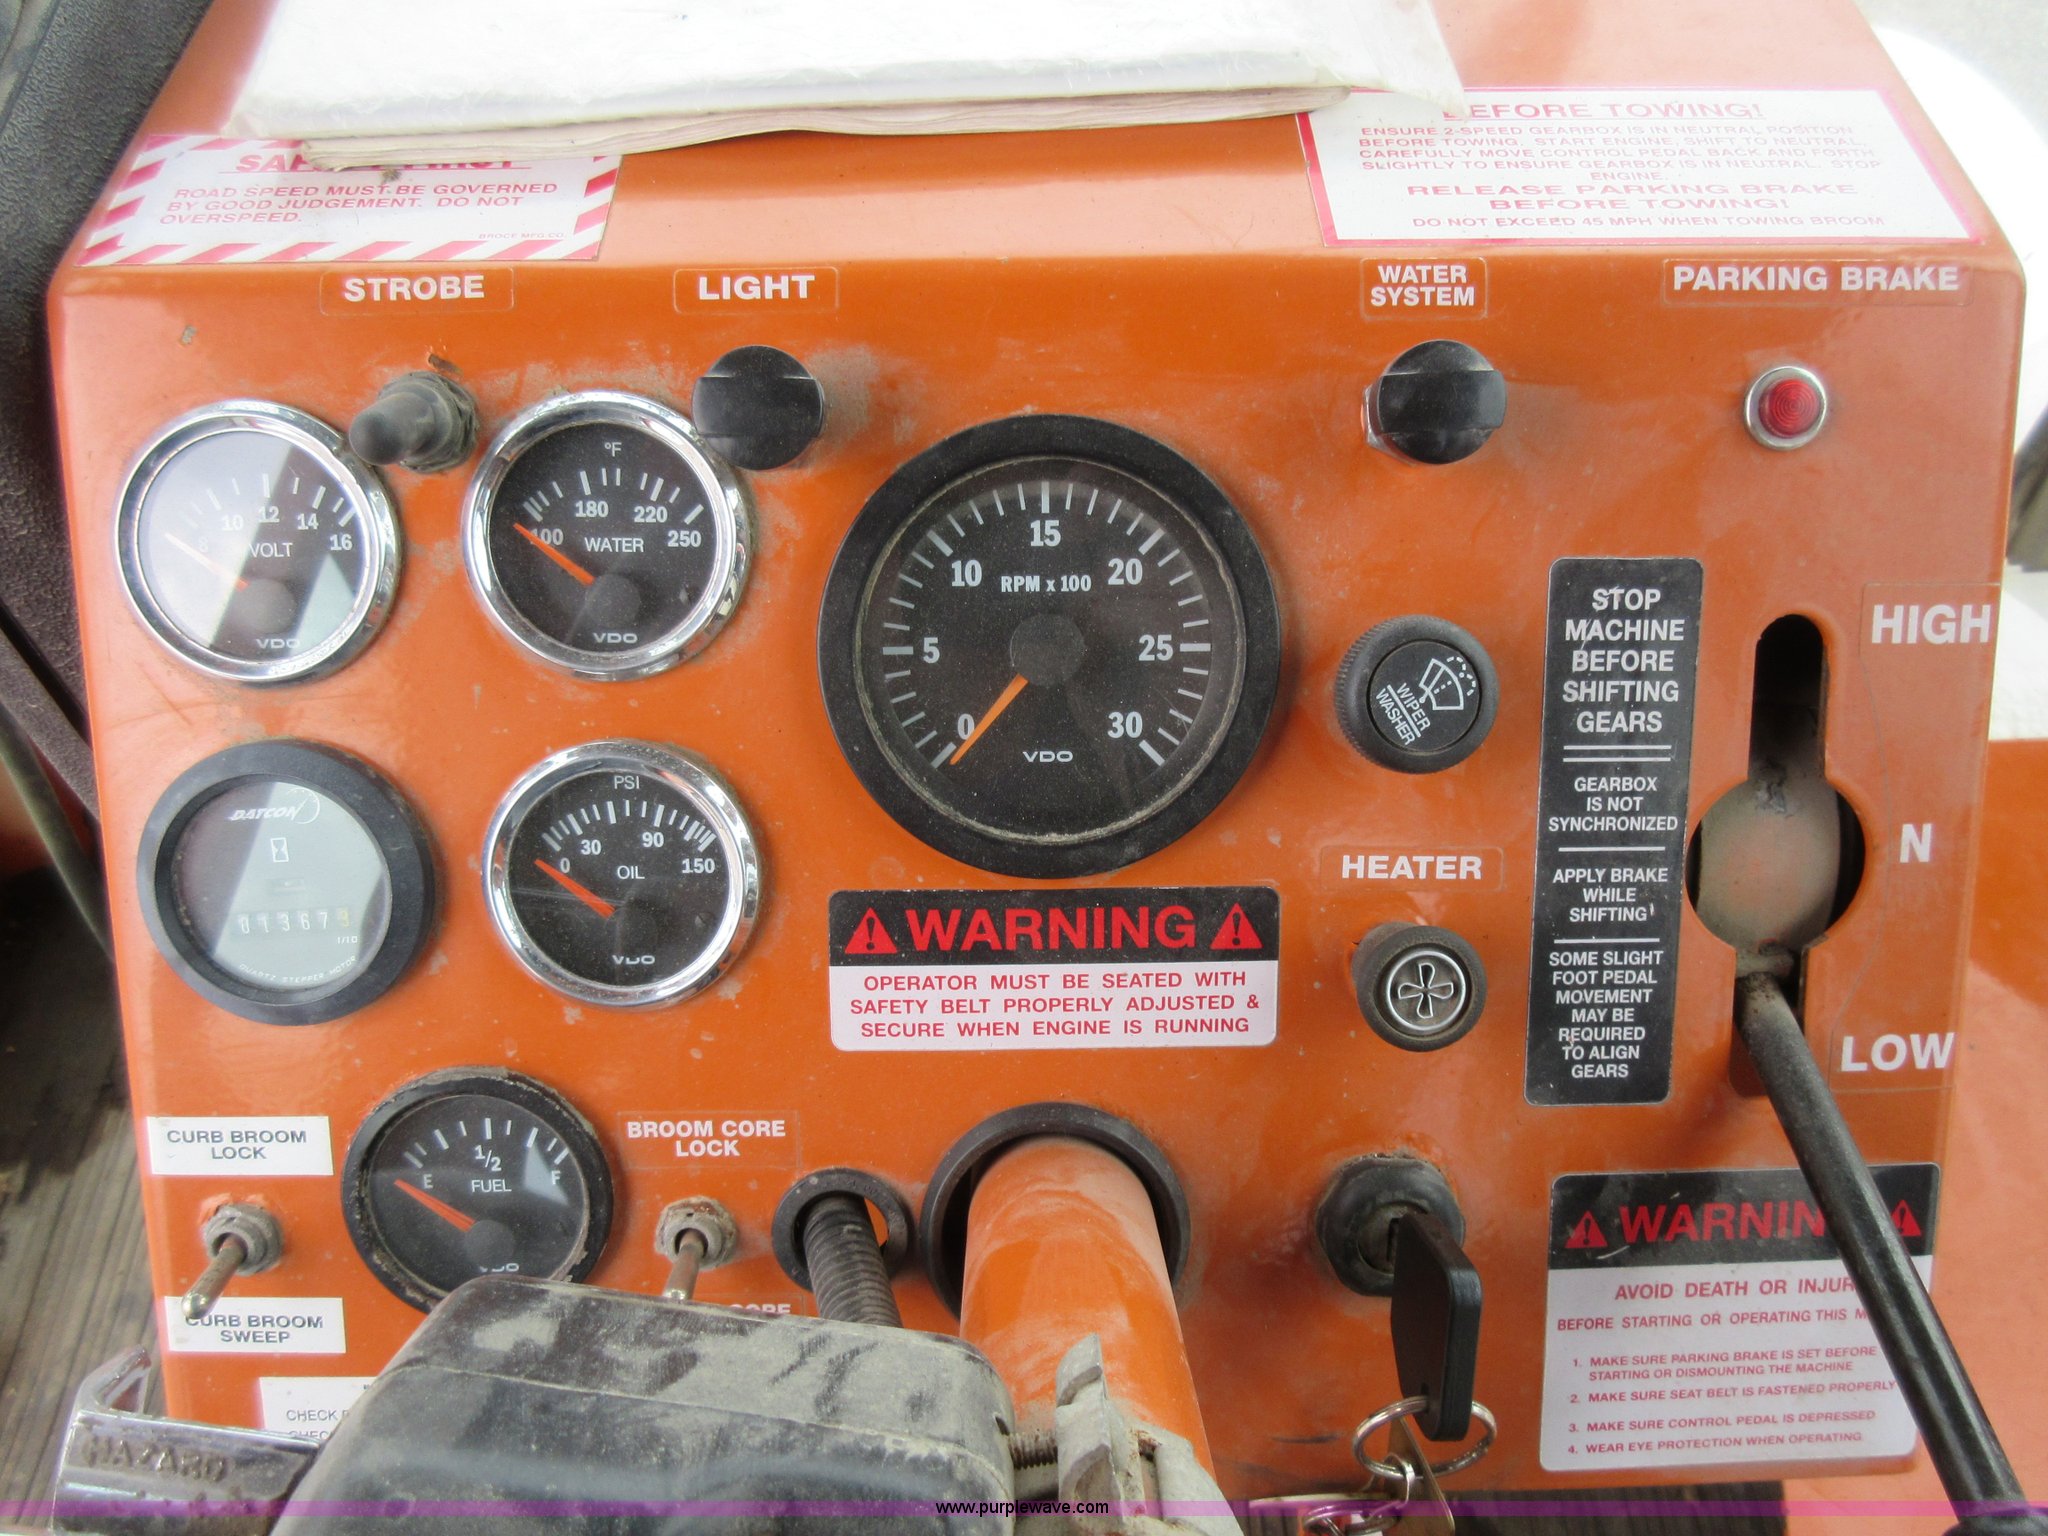 BEFORE TOWING!
ENSURE 2-SPEED GEARBOX IS IN NEUTRAL POSITION
BEFORE TOWING. START ENGINE, SHIFT TO NEUTRAL,
CAREFULLY MOVE CONTROL PEDAL BACK AND FORTH
SLIGHTLY TO ENSURE GEARBOX IS IN NEUTRAL. STOP
ENGINE.
RELEASE PARKING BRAKE
BEFORE TOWING!
DO NOT EXCEED 45 MPH WHEN TOWING BROOM
SAFETY FIRST
ROAD SPEED MUST BE GOVERNED
BY GOOD JUDGEMENT. DO NOT
OVERSPEED.
BROCE MFG. CO.
STROBE
LIGHT
WATER
SYSTEM
PARKING BRAKE
8 10 12 14 16
VOLT
VDO
°F
100 180 220 250
WATER
VDO
0 5 10 15 20 25 30
RPM x 100
VDO
WIPER
WASHER
STOP
MACHINE
BEFORE
SHIFTING
GEARS
GEARBOX
IS NOT
SYNCHRONIZED
APPLY BRAKE
WHILE
SHIFTING
SOME SLIGHT
FOOT PEDAL
MOVEMENT
MAY BE
REQUIRED
TO ALIGN
GEARS
HIGH
N
LOW
DATCON
013673
1/10
QUARTZ STEPPER MOTOR
PSI
0 30 90 150
OIL
VDO
WARNING
OPERATOR MUST BE SEATED WITH
SAFETY BELT PROPERLY ADJUSTED &
SECURE WHEN ENGINE IS RUNNING
HEATER
CURB BROOM
LOCK
E 1/2 F
FUEL
VDO
BROOM CORE
LOCK
CURB BROOM
SWEEP
CORE
WARNIN
AVOID DEATH OR INJUR
BEFORE STARTING OR OPERATING THIS M
1. MAKE SURE PARKING BRAKE IS SET BEFORE
STARTING OR DISMOUNTING THE MACHINE
2. MAKE SURE SEAT BELT IS FASTENED PROPERLY
3. MAKE SURE CONTROL PEDAL IS DEPRESSED
4. WEAR EYE PROTECTION WHEN OPERATING
CHECK
HAZARD
www.purplewave.com